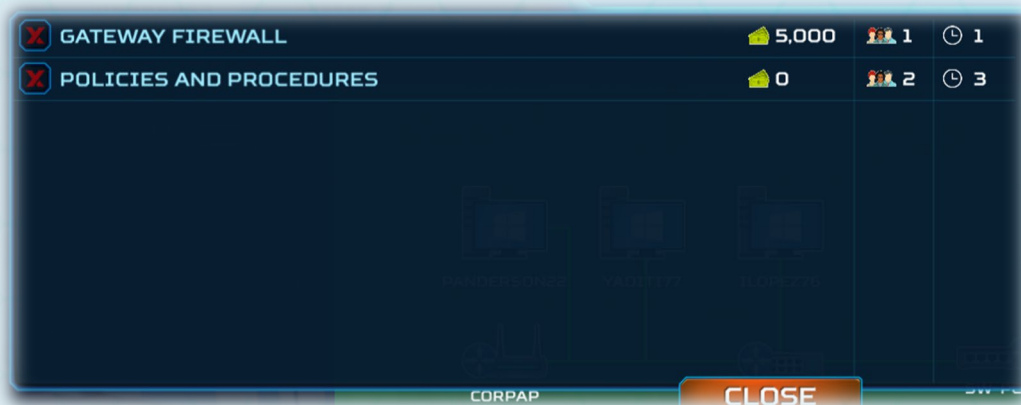 X GATEWAY FIREWALL 5,000 1 1
X POLICIES AND PROCEDURES 0 2 3
CORPAP
CLOSE